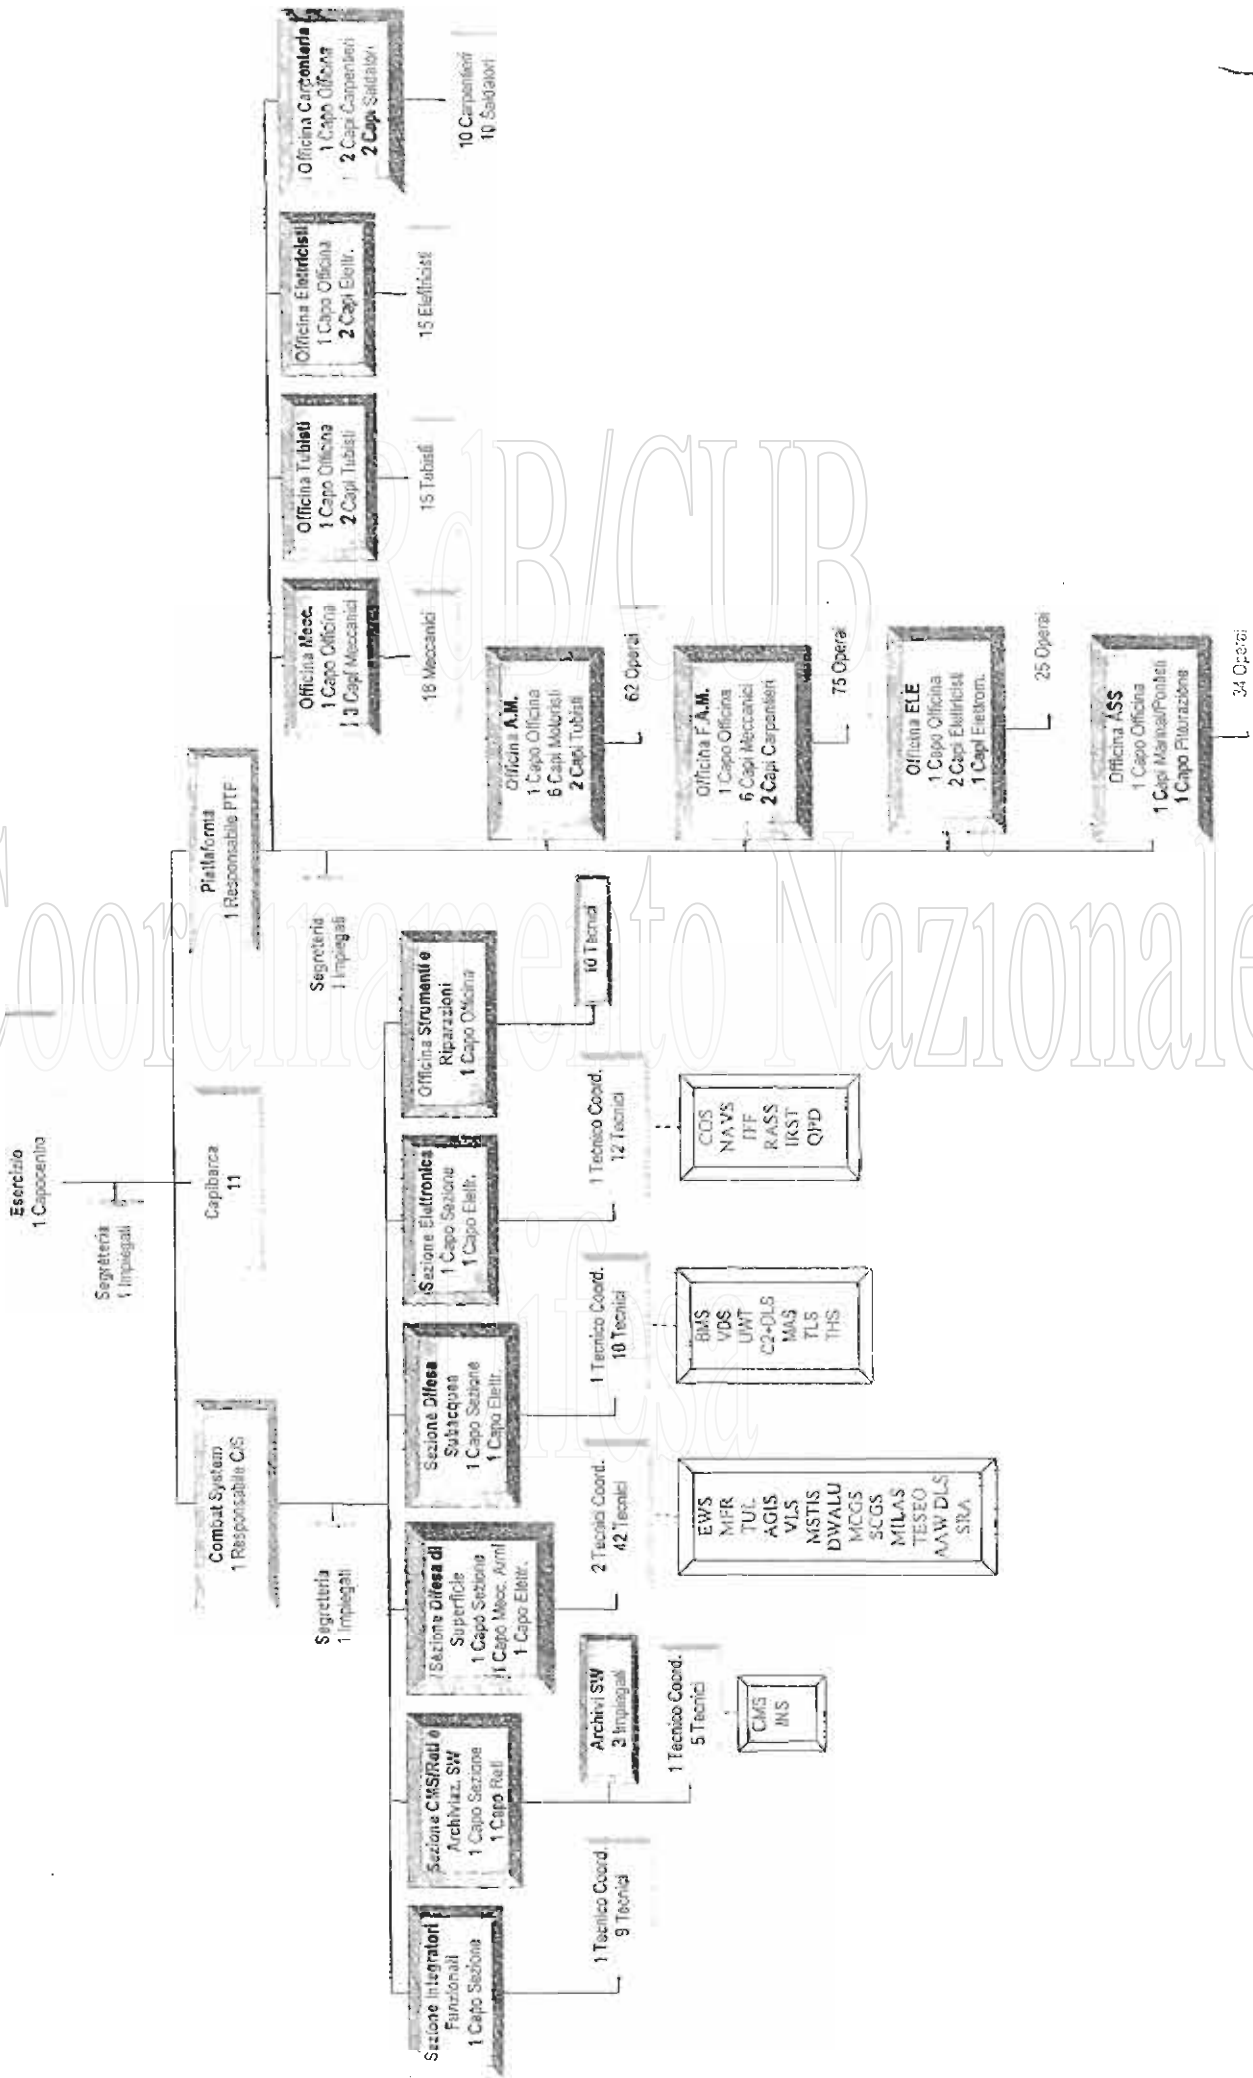 Esercizio
1 Capocentro
Segreteria
1 Impiegati
Combat System
1 Responsabile C/S
Capibarca
11
Piattaforma
1 Responsabile PTF
Segreteria
1 Impiegati
Segreteria
1 Impiegati
Sezione Integratori
Funzionali
1 Capo Sezione
1 Tecnico Coord.
9 Tecnici
Sezione CMS/Reti e
Archiviaz. SW
1 Capo Sezione
1 Capo Reti
Archivi SW
3 Impiegati
1 Tecnico Coord.
5 Tecnici
CMS
INS
Sezione Difesa di
Superficie
1 Capo Sezione
1 Capo Mecc. Armi
1 Capo Elettr.
2 Tecnici Coord.
42 Tecnici
EWS
MFR
TUL
AGIS
VLS
MSTIS
DWALU
MCGS
SCGS
MILAS
TESEO
AAW DLS
SRA
Sezione Difesa
Subacquea
1 Capo Sezione
1 Capo Elettr.
1 Tecnico Coord.
18 Tecnici
BMS
VDS
UWT
C2+DLS
MAS
TLS
THS
Sezione Elettronica
1 Capo Sezione
1 Capo Elettr.
1 Tecnico Coord.
12 Tecnici
COS
NAVS
IFF
RASS
IRST
QPD
Officina Strumenti e
Riparazioni
1 Capo Officina
10 Tecnici
Officina Mecc.
1 Capo Officina
3 Capi Meccanici
18 Meccanici
Officina Tubisti
1 Capo Officina
2 Capi Tubisti
15 Tubisti
Officina Elettricisti
1 Capo Officina
2 Capi Elettr.
15 Elettricisti
Officina Carpenteria
1 Capo Officina
2 Capi Carpentieri
2 Capi Saldatori
10 Carpentieri
10 Saldatori
Officina A.M.
1 Capo Officina
6 Capi Motoristi
2 Capi Tubisti
62 Operai
Officina F.A.M.
1 Capo Officina
6 Capi Meccanici
2 Capi Carpentieri
75 Operai
Officina ELE
1 Capo Officina
2 Capi Elettricisti
1 Capi Elettrom.
25 Operai
Officina ASS
1 Capo Officina
1 Capi Marinai/Pontisti
1 Capo Pitturazione
34 Operai
RdB/CUB
Coordinamento Nazionale
Difesa